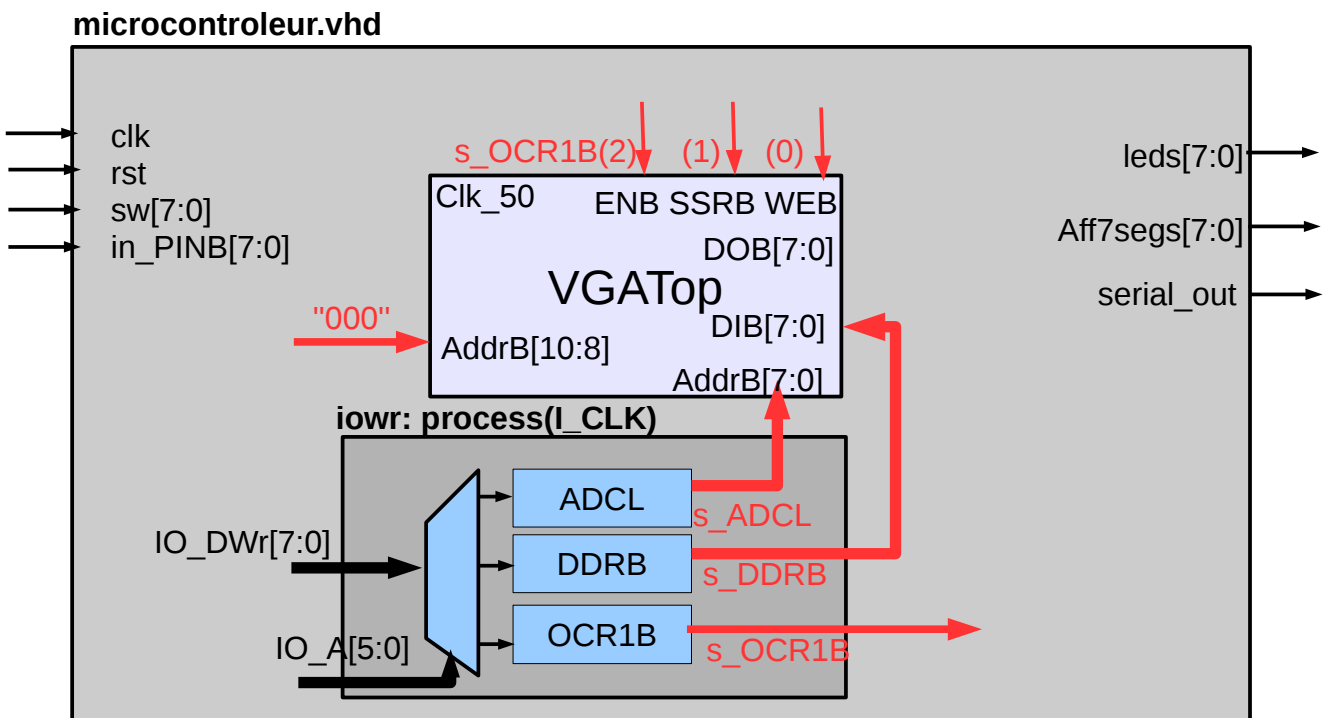 microcontroleur.vhd
clk
rst
sw[7:0]
in_PINB[7:0]
s_OCR1B(2) (1) (0)
Clk_50 ENB SSRB WEB
DOB[7:0]
VGATop
DIB[7:0]
"000"
AddrB[10:8]
AddrB[7:0]
leds[7:0]
Aff7segs[7:0]
serial_out
iowr: process(I_CLK)
ADCL
s_ADCL
IO_DWr[7:0]
DDRB
s_DDRB
IO_A[5:0]
OCR1B
s_OCR1B